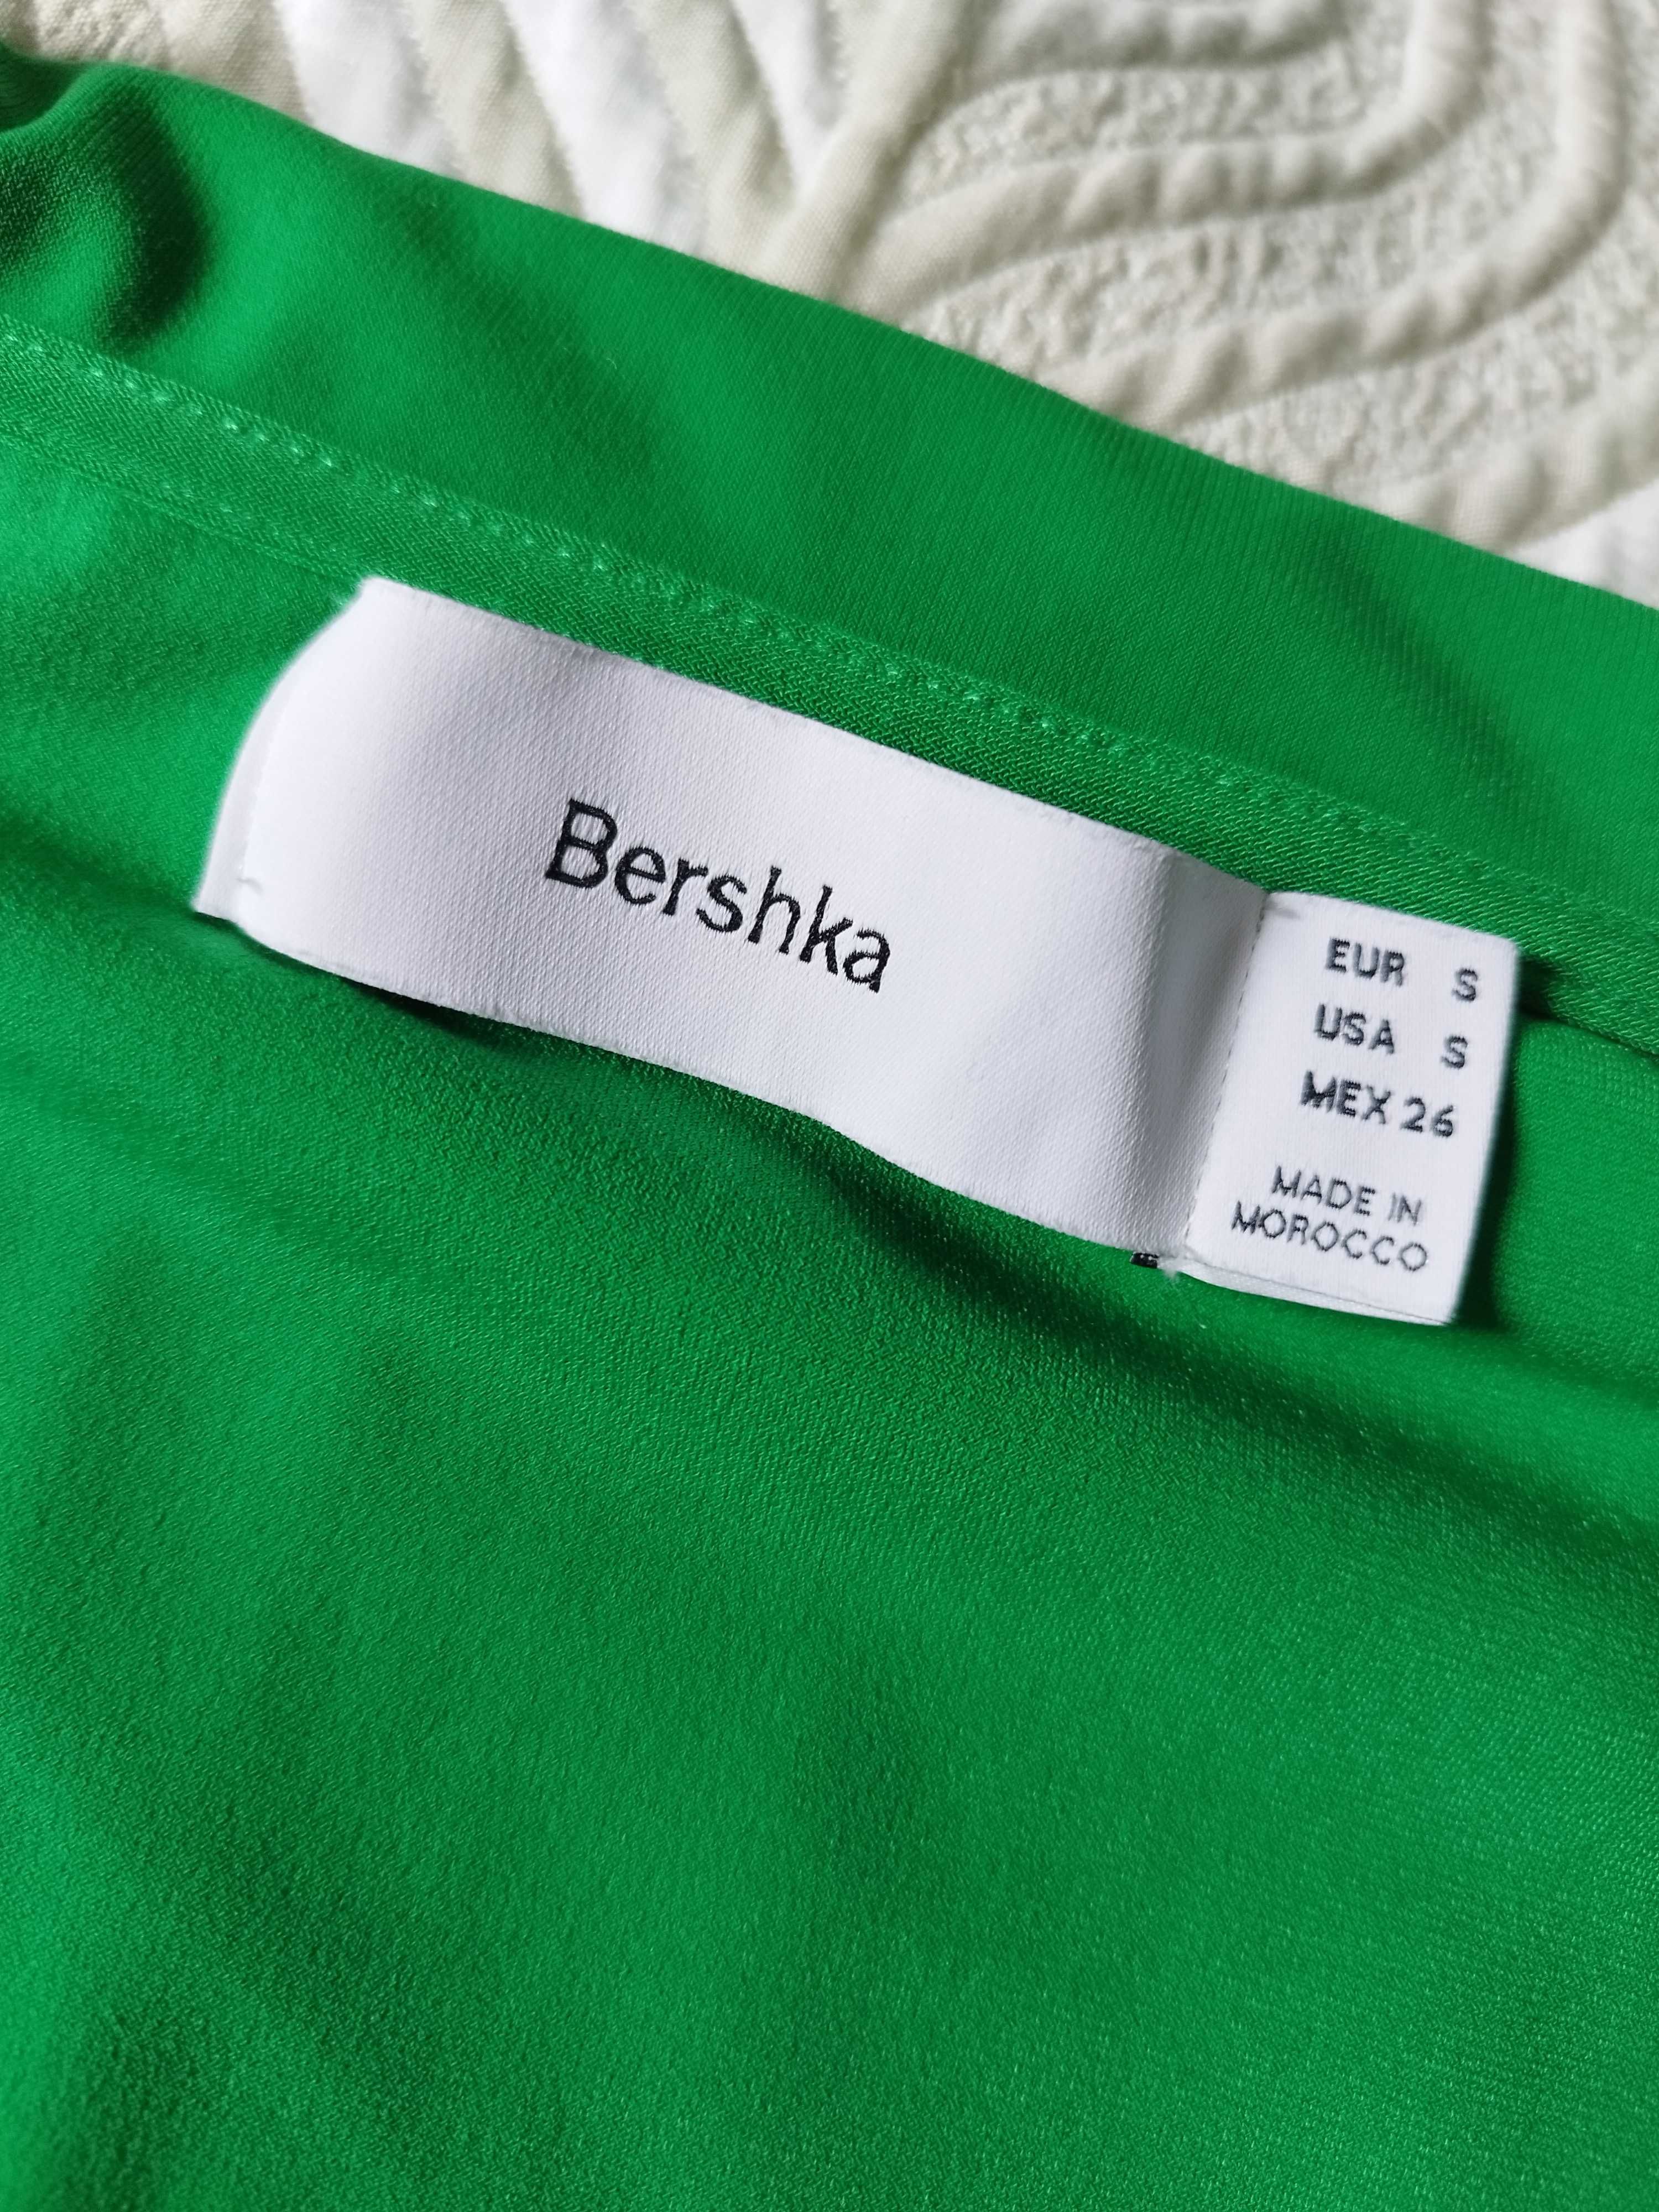 Bershka
EUR S
USA S
MEX 26
MADE IN
MOROCCO